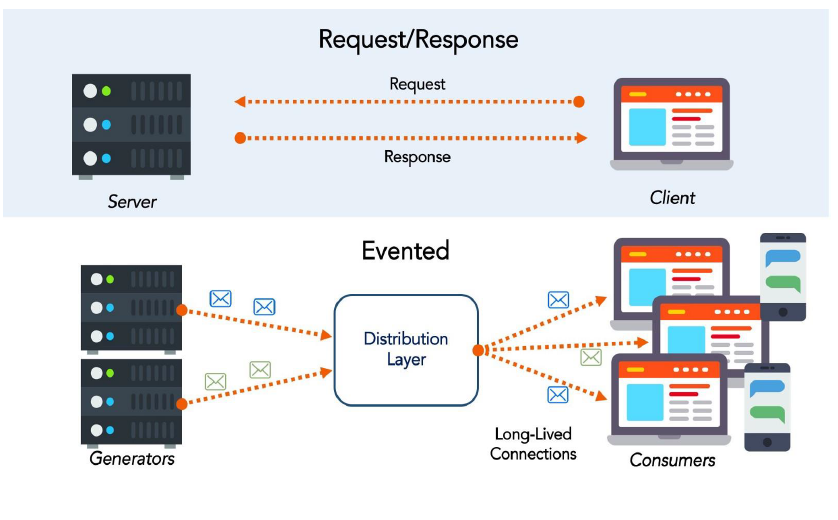 Request/Response
Request
Response
Server
Client
Evented
Distribution
Layer
Long-Lived
Connections
Generators
Consumers